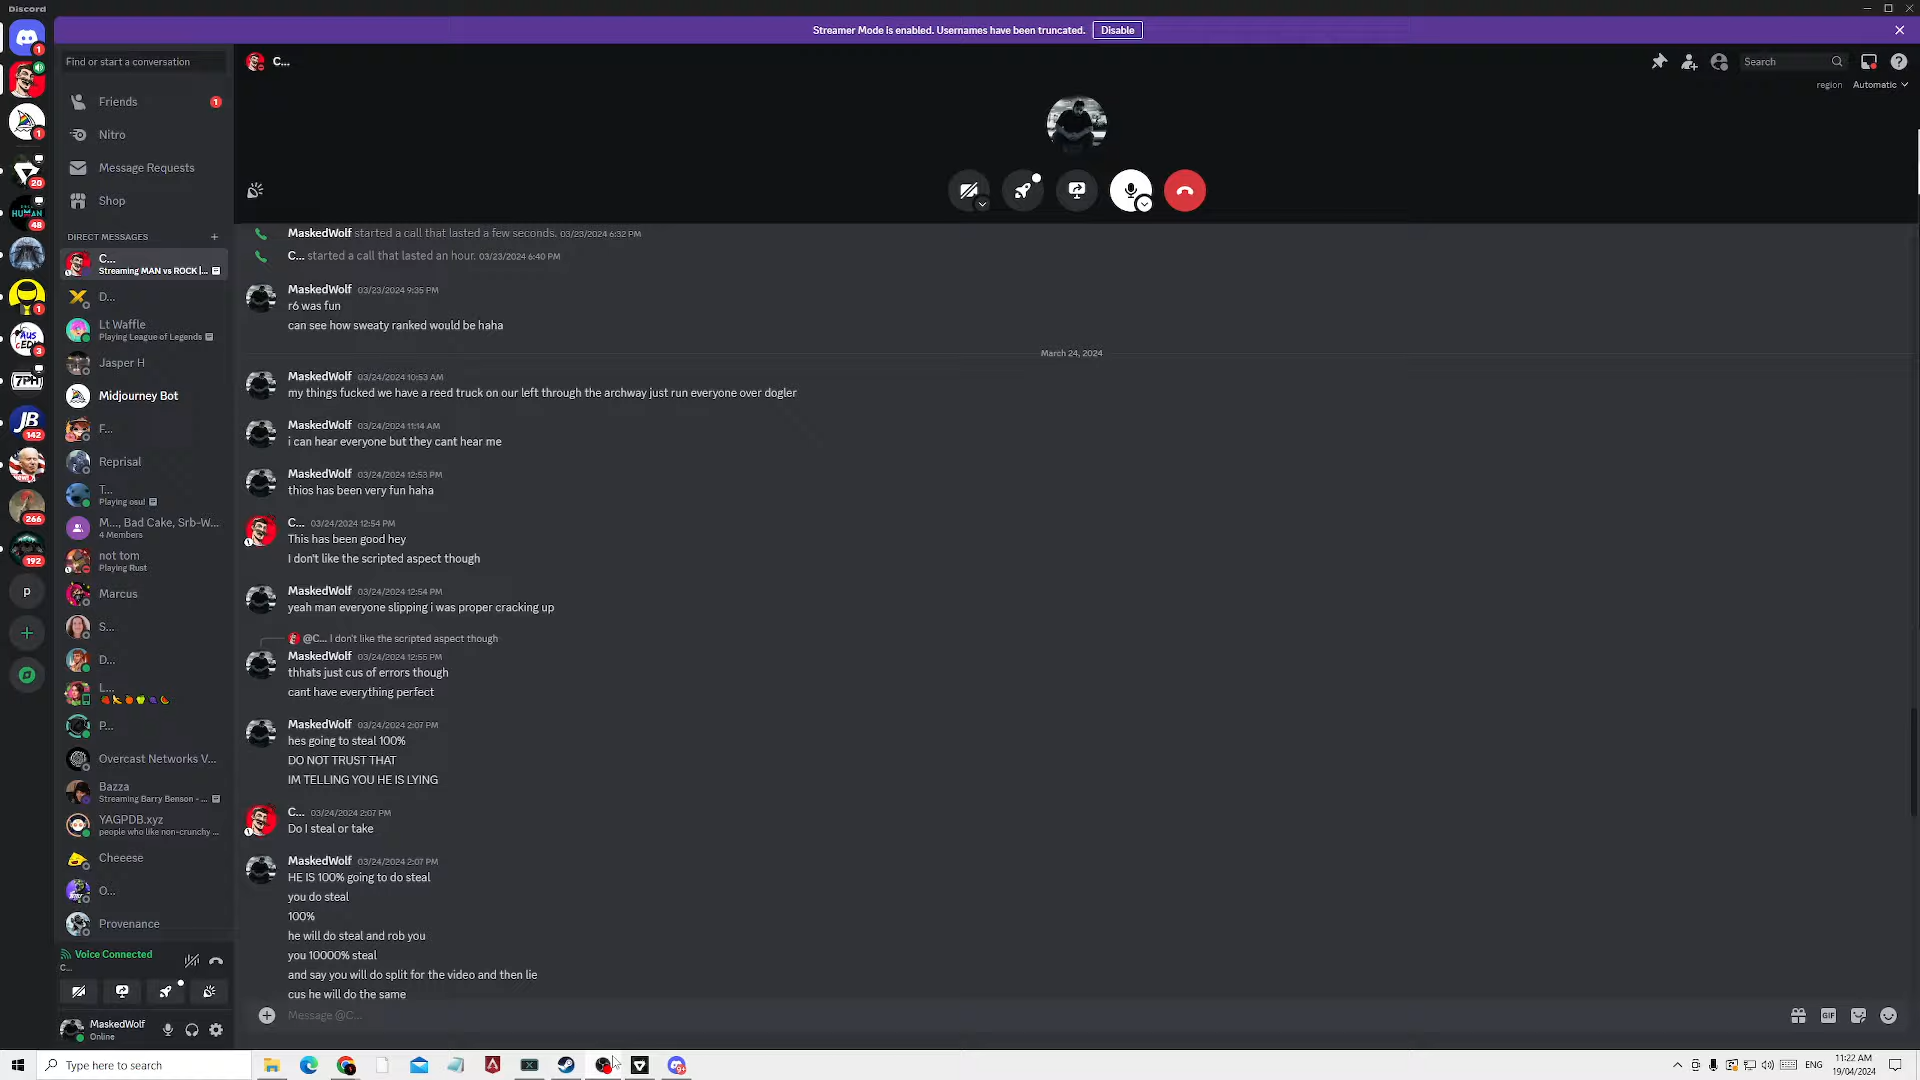 Discord
Streamer Mode is enabled. Usernames have been truncated.
Disable
Find or start a conversation
C...
Search
region
Automatic
Friends
1
Nitro
Message Requests
Shop
DIRECT MESSAGES
C...
Streaming MAN vs ROCK |...
D...
Lt Waffle
Playing League of Legends
Jasper H
Midjourney Bot
F...
Reprisal
T...
Playing osu!
M..., Bad Cake, Srb-W...
4 Members
not tom
Playing Rust
Marcus
S...
D...
L...
P...
Overcast Networks V...
Bazza
Streaming Barry Benson - ...
YAGPDB.xyz
people who like non-crunchy ...
Cheeese
O...
Provenance
Voice Connected
C...
MaskedWolf
Online
1
1
20
HUMAN
48
1
AUS
3
7PH
JB
142
266
192
p
MaskedWolf started a call that lasted a few seconds. 03/23/2024 6:32 PM
C... started a call that lasted an hour. 03/23/2024 6:40 PM
MaskedWolf 03/23/2024 9:35 PM
r6 was fun
can see how sweaty ranked would be haha
March 24, 2024
MaskedWolf 03/24/2024 10:53 AM
my things fucked we have a reed truck on our left through the archway just run everyone over dogler
MaskedWolf 03/24/2024 11:14 AM
i can hear everyone but they cant hear me
MaskedWolf 03/24/2024 12:53 PM
thios has been very fun haha
C... 03/24/2024 12:54 PM
This has been good hey
I don't like the scripted aspect though
MaskedWolf 03/24/2024 12:54 PM
yeah man everyone slipping i was proper cracking up
@C... I don't like the scripted aspect though
MaskedWolf 03/24/2024 12:55 PM
thhats just cus of errors though
cant have everything perfect
MaskedWolf 03/24/2024 2:07 PM
hes going to steal 100%
DO NOT TRUST THAT
IM TELLING YOU HE IS LYING
C... 03/24/2024 2:07 PM
Do I steal or take
MaskedWolf 03/24/2024 2:07 PM
HE IS 100% going to do steal
you do steal
100%
he will do steal and rob you
you 10000% steal
and say you will do split for the video and then lie
cus he will do the same
Message @C...
GIF
Type here to search
ENG
11:22 AM
19/04/2024